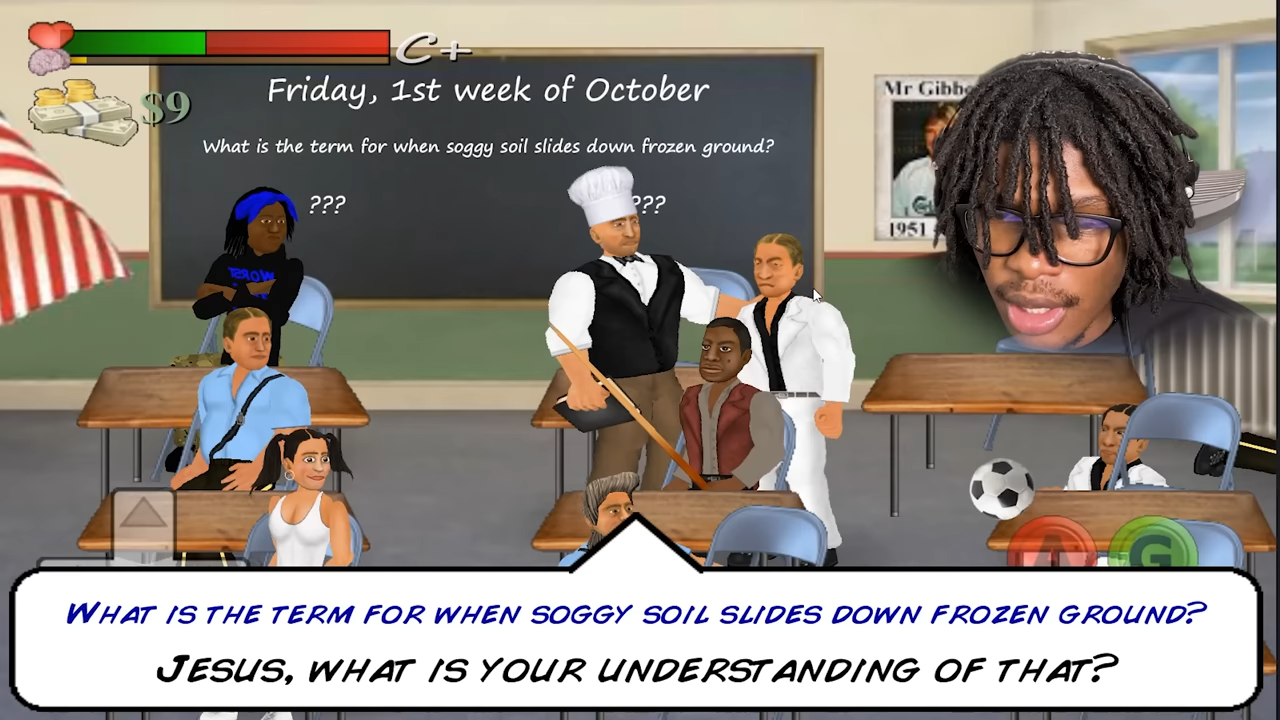 C+
$9
Friday, 1st week of October
What is the term for when soggy soil slides down frozen ground?
???
???
Mr Gibb
1951
WHAT IS THE TERM FOR WHEN SOGGY SOIL SLIDES DOWN FROZEN GROUND?
JESUS, WHAT IS YOUR UNDERSTANDING OF THAT?
G